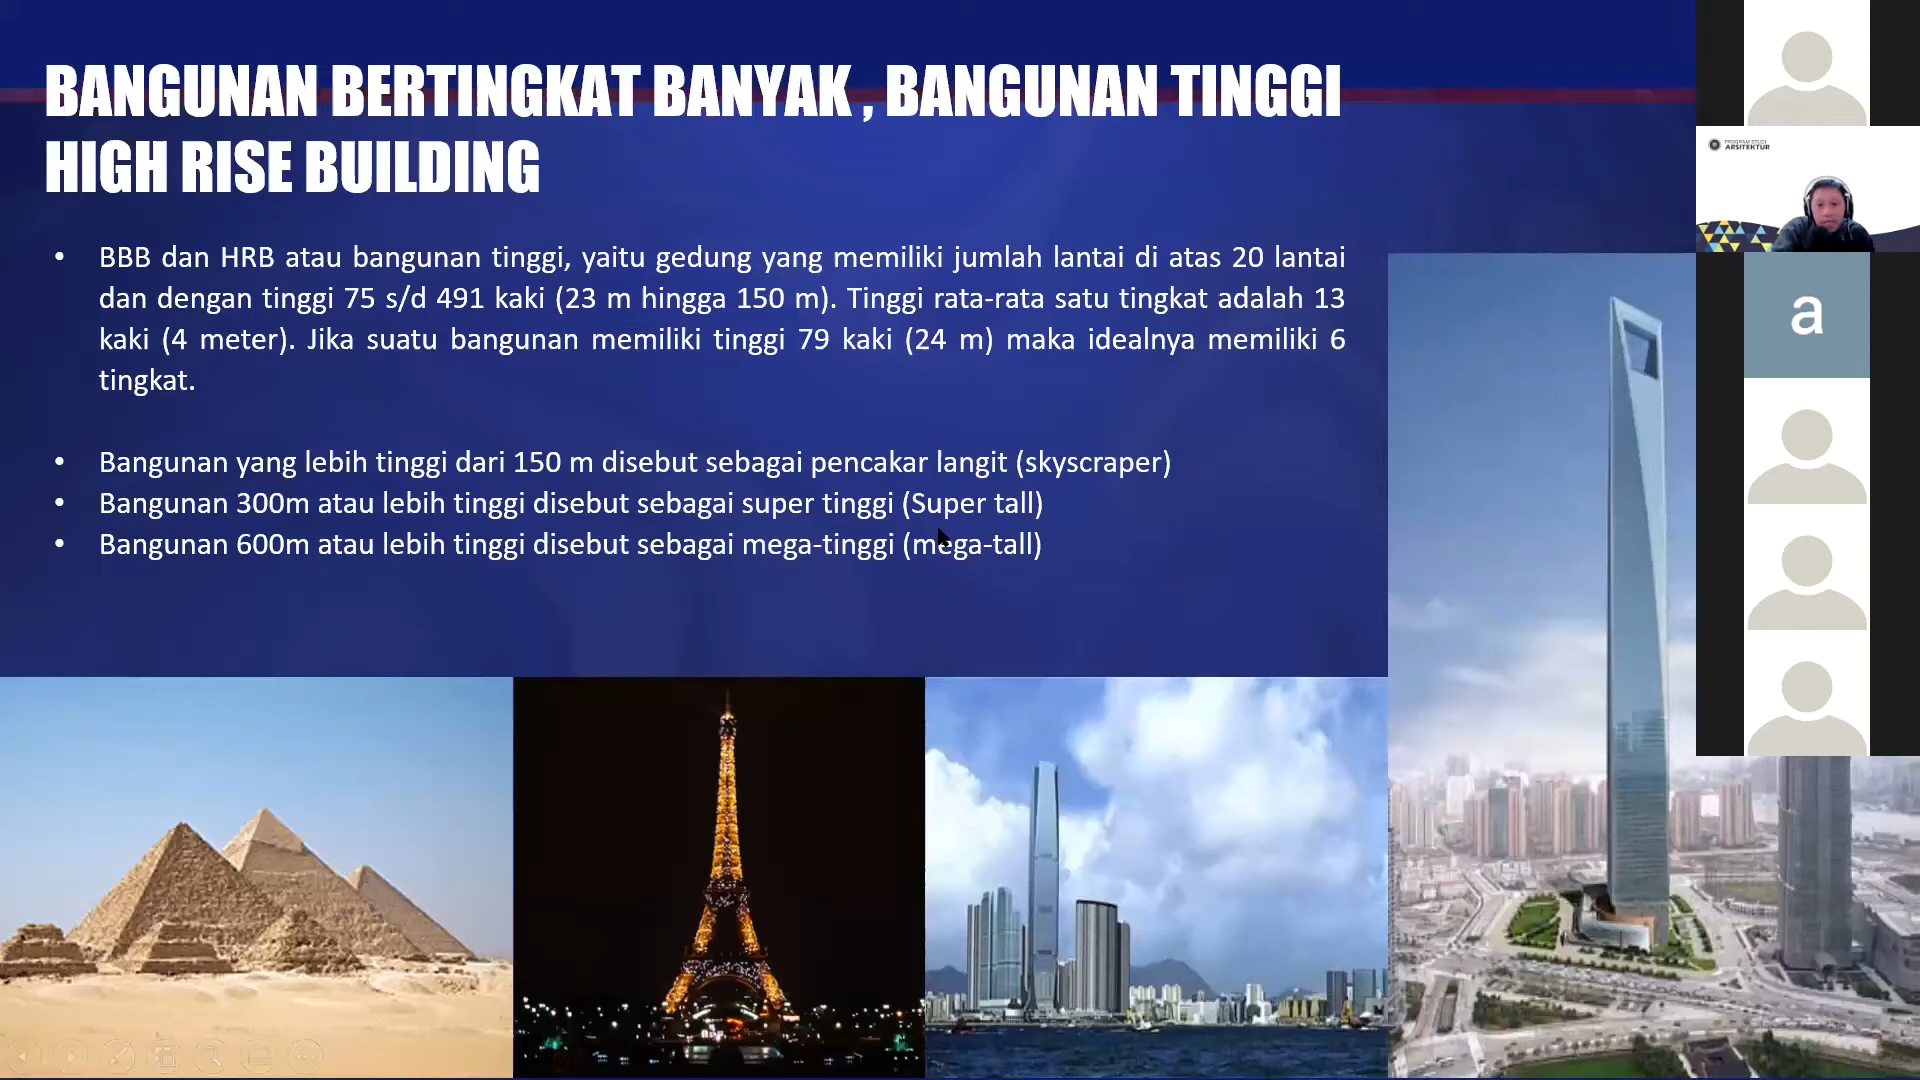 BANGUNAN BERTINGKAT BANYAK , BANGUNAN TINGGI
HIGH RISE BUILDING
• BBB dan HRB atau bangunan tinggi, yaitu gedung yang memiliki jumlah lantai di atas 20 lantai
dan dengan tinggi 75 s/d 491 kaki (23 m hingga 150 m). Tinggi rata-rata satu tingkat adalah 13
kaki (4 meter). Jika suatu bangunan memiliki tinggi 79 kaki (24 m) maka idealnya memiliki 6
tingkat.
• Bangunan yang lebih tinggi dari 150 m disebut sebagai pencakar langit (skyscraper)
• Bangunan 300m atau lebih tinggi disebut sebagai super tinggi (Super tall)
• Bangunan 600m atau lebih tinggi disebut sebagai mega-tinggi (mega-tall)
PROGRAM STUDI
ARSITEKTUR
a